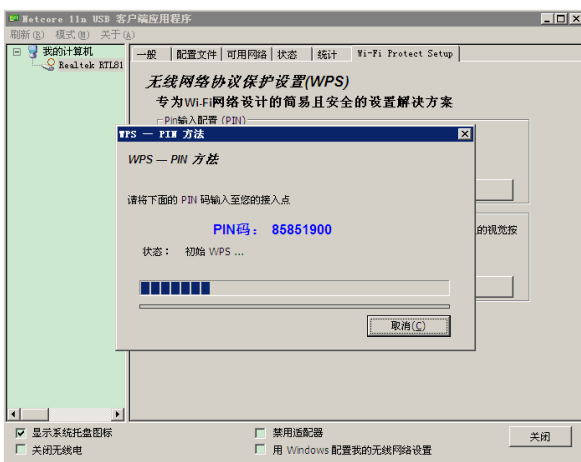 Netcore 11n USB 客户端应用程序
刷新(R) 模式(M) 关于(A)
我的计算机
Realtek RTL81
一般 配置文件 可用网络 状态 统计 Wi-Fi Protect Setup
无线网络协议保护设置(WPS)
专为Wi-Fi网络设计的简易且安全的设置解决方案
Pin输入配置 (PIN)
WPS — PIN 方法
WPS — PIN 方法
请将下面的 PIN 码输入至您的接入点
PIN码： 85851900
的视觉按
状态： 初始 WPS ...
取消(C)
显示系统托盘图标
禁用适配器
关闭无线电
用 Windows 配置我的无线网络设置
关闭